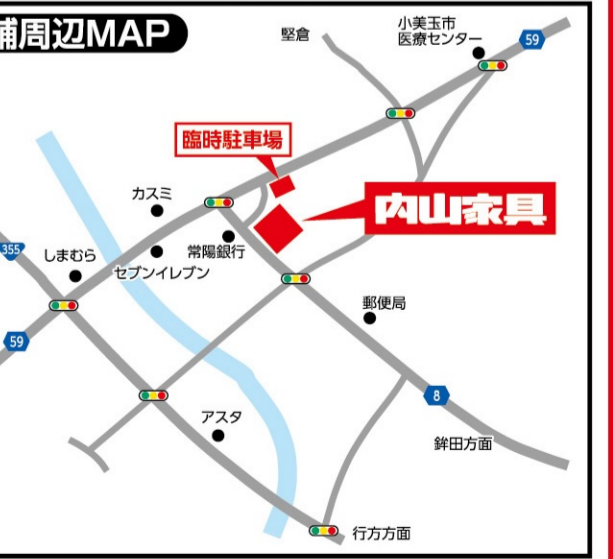 舗周辺MAP
堅倉
小美玉市
医療センター
59
臨時駐車場
カスミ
内山家具
355
しまむら
常陽銀行
セブンイレブン
郵便局
59
8
アスタ
鉾田方面
行方方面